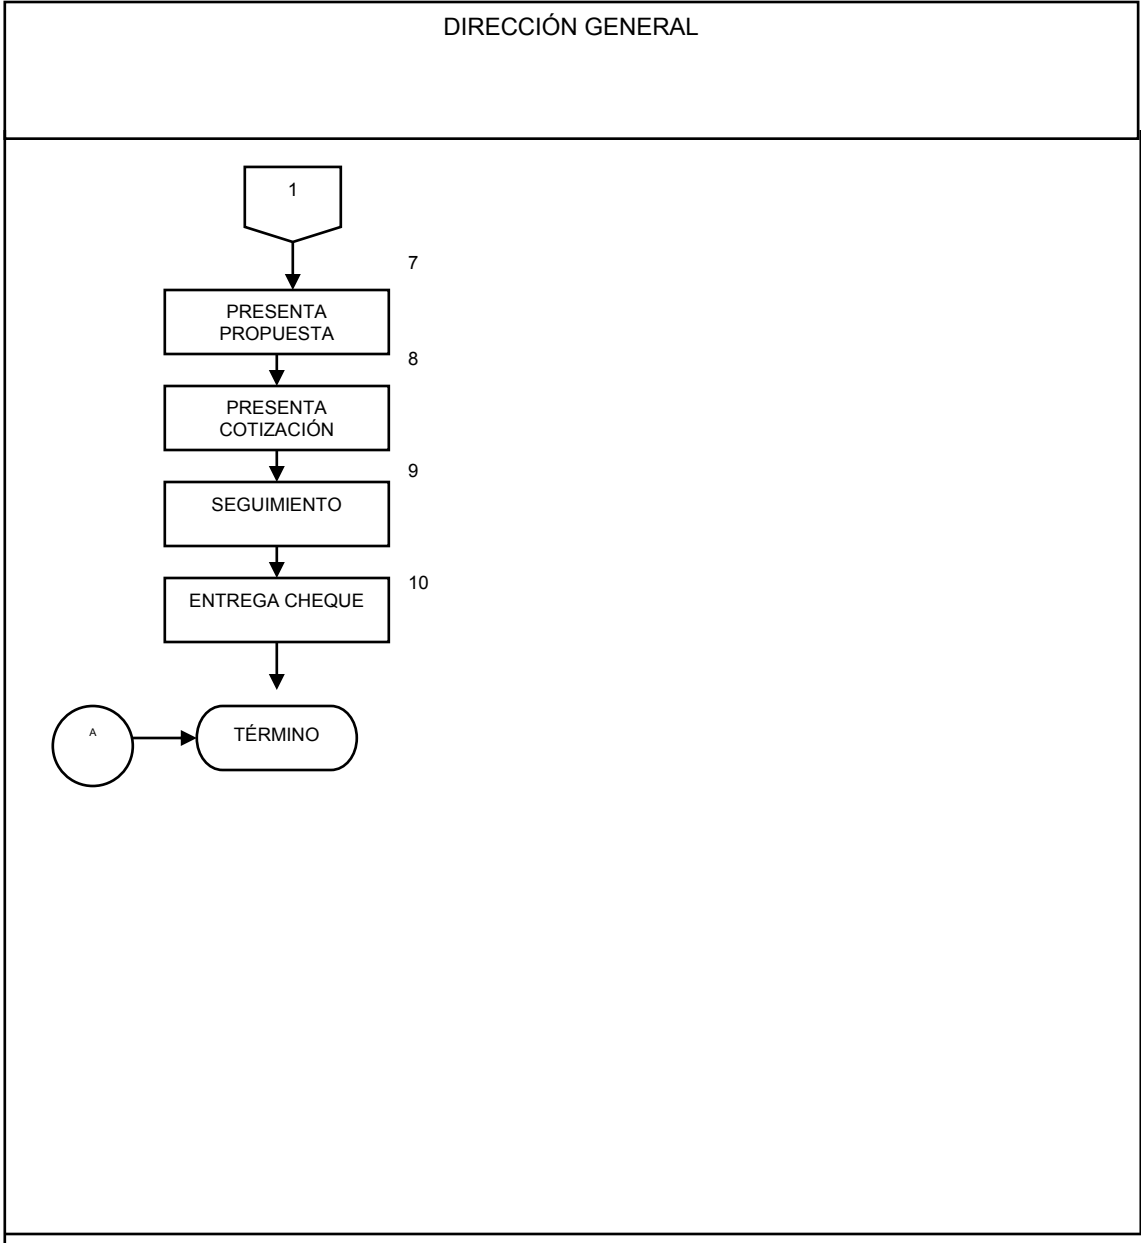 DIRECCIÓN GENERAL
1
7
PRESENTA
PROPUESTA
8
PRESENTA
COTIZACIÓN
9
SEGUIMIENTO
10
ENTREGA CHEQUE
A
TÉRMINO